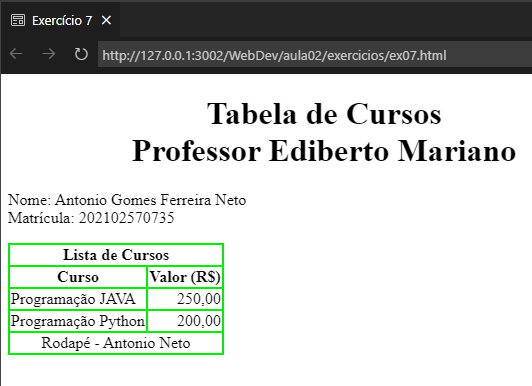 Exercício 7
http://127.0.0.1:3002/WebDev/aula02/exercicios/ex07.html
Tabela de Cursos
Professor Ediberto Mariano
Nome: Antonio Gomes Ferreira Neto
Matrícula: 202102570735
Lista de Cursos
Curso Valor (R$)
Programação JAVA 250,00
Programação Python 200,00
Rodapé - Antonio Neto